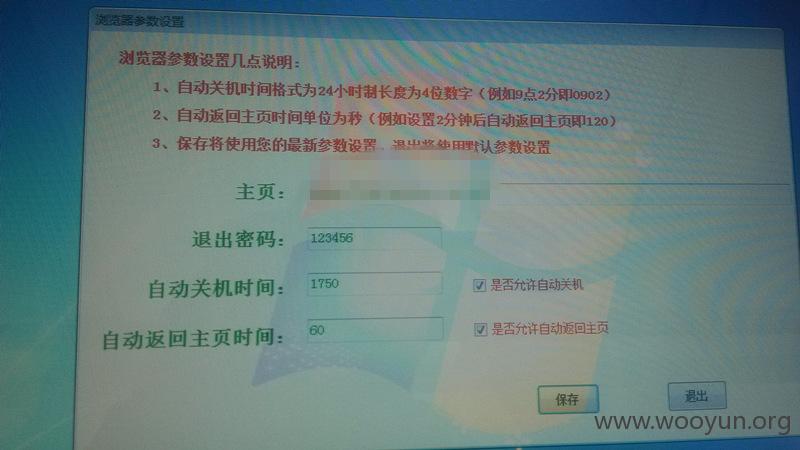 浏览器参数设置
浏览器参数设置几点说明：
1、自动关机时间格式为24小时制长度为4位数字（例如9点2分即0902）
2、自动返回主页时间单位为秒（例如设置2分钟后自动返回主页即120）
3、保存将使用您的最新参数设置，退出将使用默认参数设置
主页：
退出密码： 123456
自动关机时间： 1750 是否允许自动关机
自动返回主页时间： 60 是否允许自动返回主页
保存 退出
www.wooyun.org